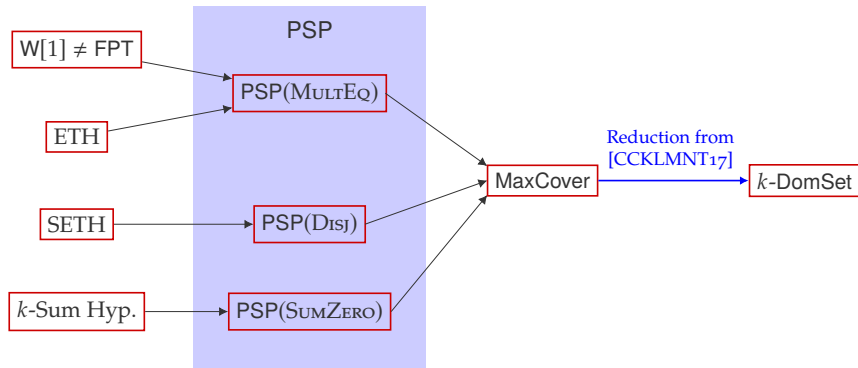 PSP
W[1] ≠ FPT
PSP(MULTEQ)
ETH
Reduction from
[CCKLMNT17]
MaxCover
k-DomSet
SETH
PSP(DISJ)
k-Sum Hyp.
PSP(SUMZERO)